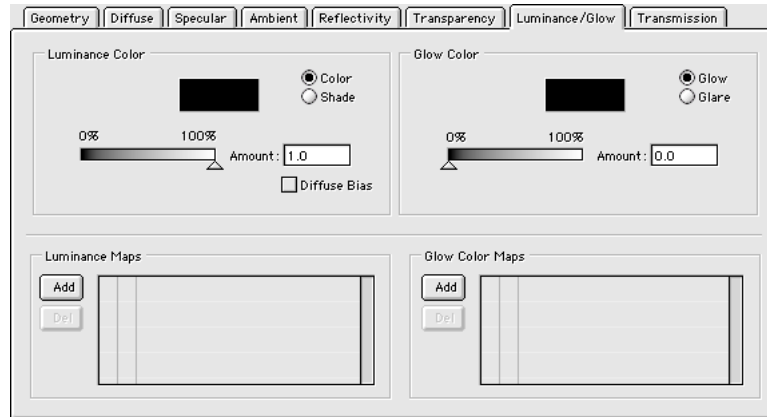 Geometry Diffuse Specular Ambient Reflectivity Transparency Luminance/Glow Transmission
Luminance Color
Color
Shade
0% 100%
Amount: 1.0
Diffuse Bias
Glow Color
Glow
Glare
0% 100%
Amount: 0.0
Luminance Maps
Add
Del
Glow Color Maps
Add
Del